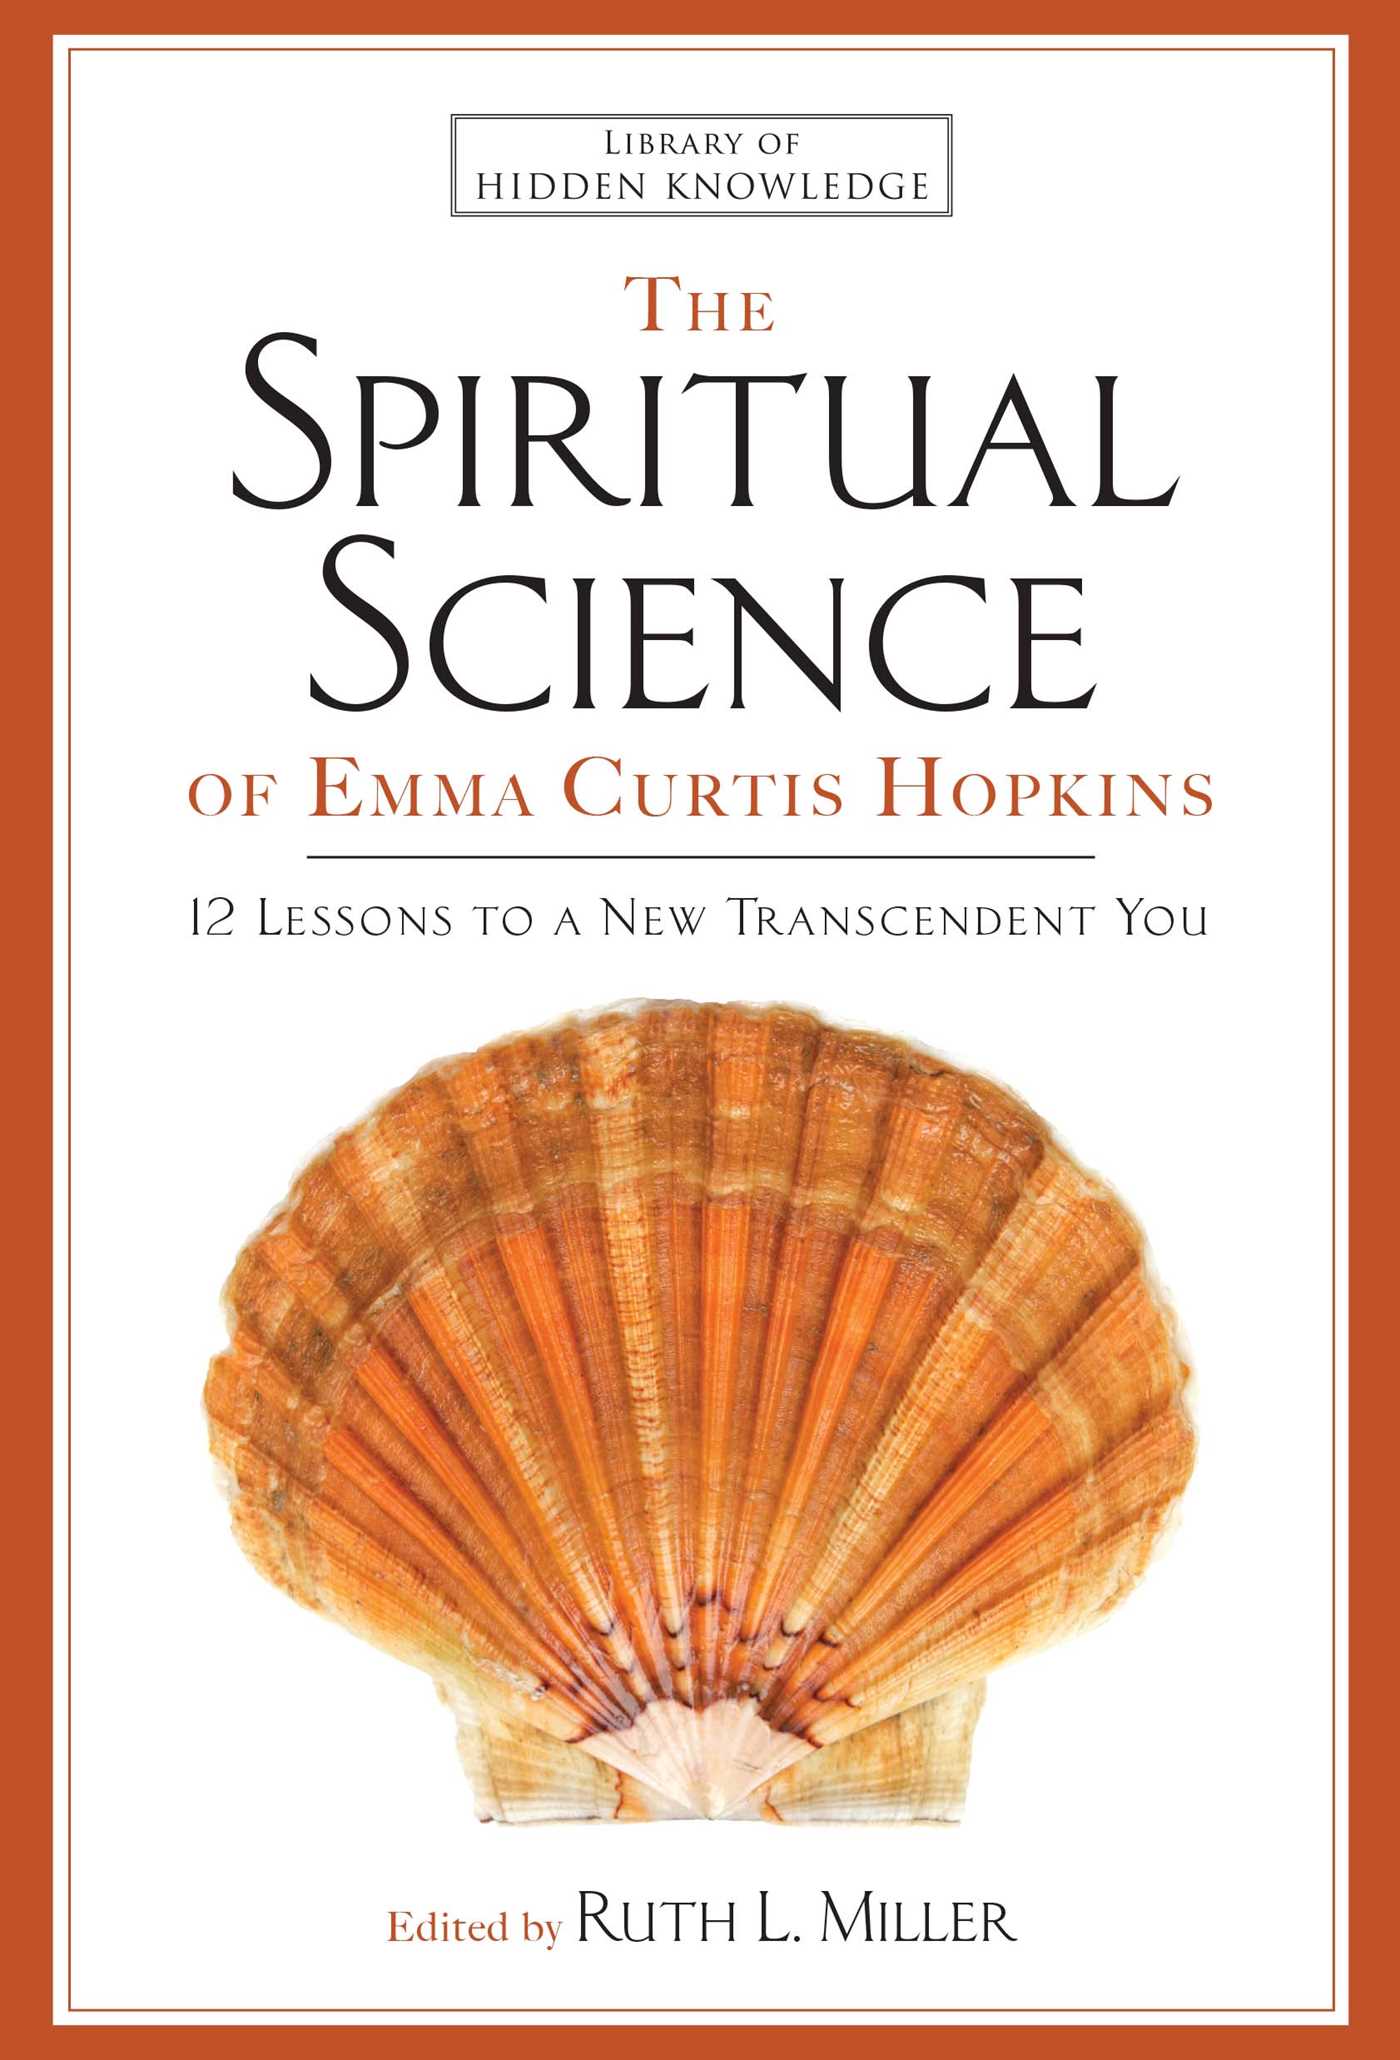 Library of
Hidden Knowledge
The
Spiritual
Science
of Emma Curtis Hopkins
12 Lessons to a New Transcendent You
Edited by Ruth L. Miller